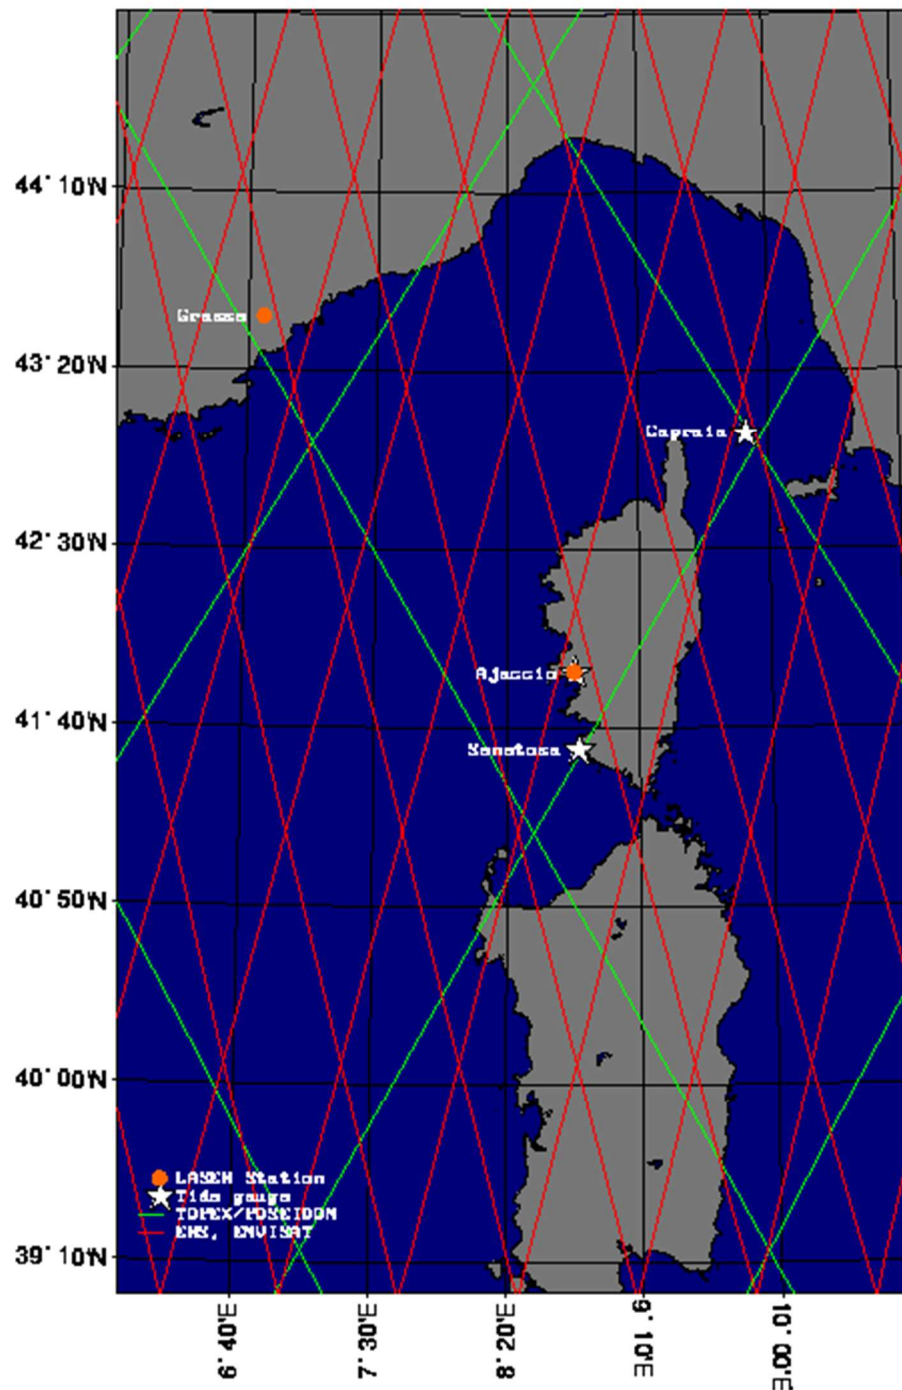 44°10'N
Grasse
43°20'N
Capraia
42°30'N
Ajaccio
41°40'N
Senetosa
40°50'N
40°00'N
LASER Station
Tide gauge
TOPEX/POSEIDON
ERS, ENVISAT
39°10'N
6°40'E
7°30'E
8°20'E
9°10'E
10°00'E